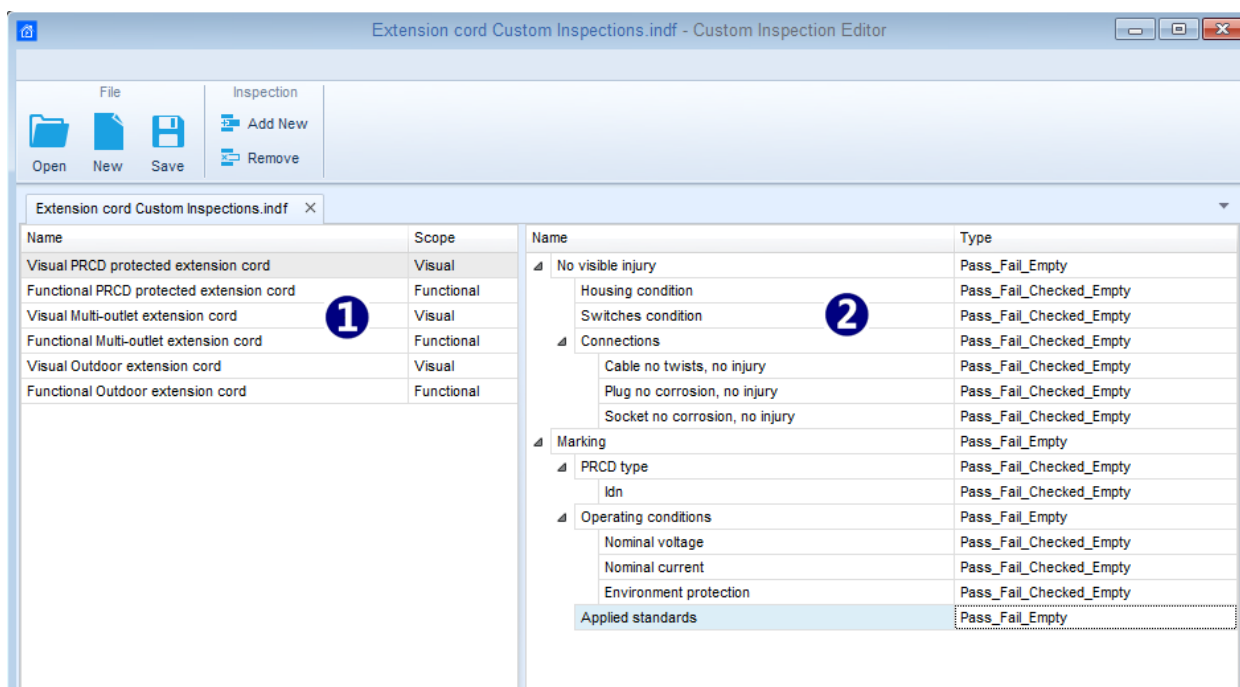 Extension cord Custom Inspections.indf - Custom Inspection Editor
File Inspection
Open New Save Add New
Remove
Extension cord Custom Inspections.indf
Name Scope
Visual PRCD protected extension cord Visual
Functional PRCD protected extension cord Functional
Visual Multi-outlet extension cord Visual
Functional Multi-outlet extension cord Functional
Visual Outdoor extension cord Visual
Functional Outdoor extension cord Functional
1
Name Type
No visible injury Pass_Fail_Empty
Housing condition Pass_Fail_Checked_Empty
Switches condition Pass_Fail_Checked_Empty
Connections Pass_Fail_Checked_Empty
Cable no twists, no injury Pass_Fail_Checked_Empty
Plug no corrosion, no injury Pass_Fail_Checked_Empty
Socket no corrosion, no injury Pass_Fail_Checked_Empty
Marking Pass_Fail_Empty
PRCD type Pass_Fail_Checked_Empty
Idn Pass_Fail_Checked_Empty
Operating conditions Pass_Fail_Empty
Nominal voltage Pass_Fail_Checked_Empty
Nominal current Pass_Fail_Checked_Empty
Environment protection Pass_Fail_Checked_Empty
Applied standards Pass_Fail_Empty
2